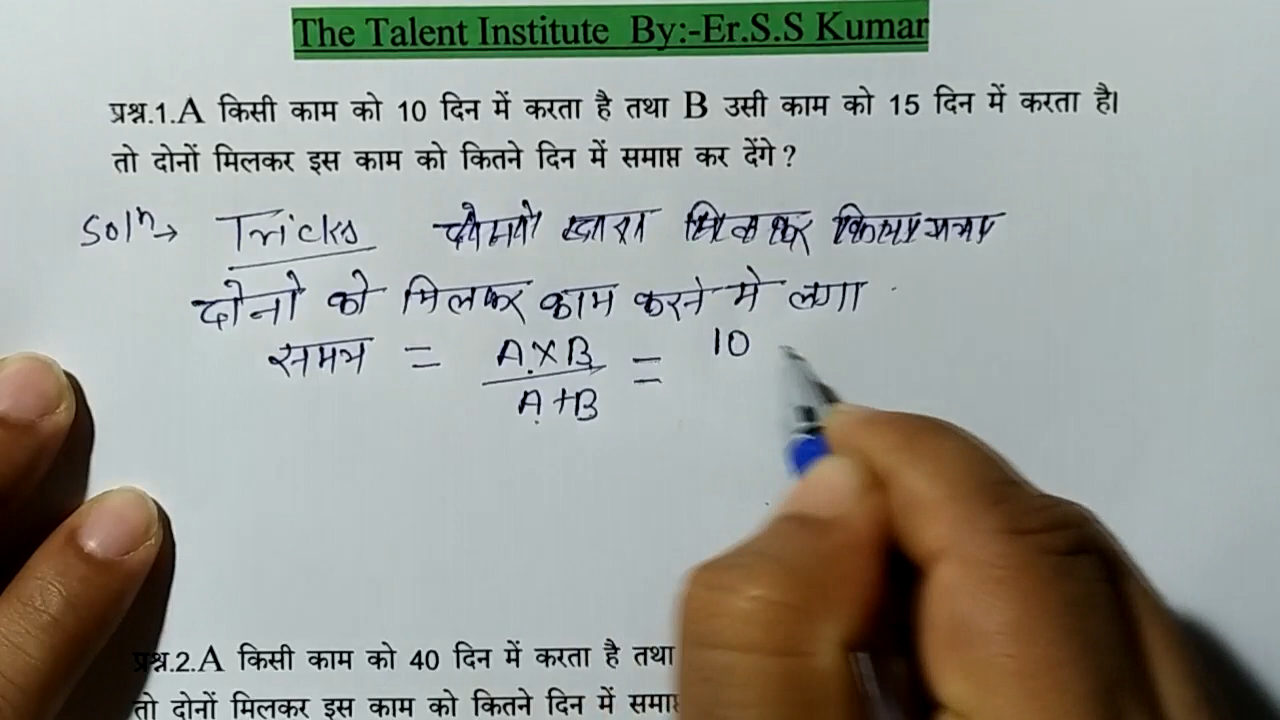 The Talent Institute By:-Er.S.S Kumar
प्रश्न.1.A किसी काम को 10 दिन में करता है तथा B उसी काम को 15 दिन में करता है।
तो दोनों मिलकर इस काम को कितने दिन में समाप्त कर देंगे ?
Solⁿ→ Tricks द्वारा मिलकर
दोनो को मिलकर काम करने मे लगा
समय = A×B / A+B = 10
प्रश्न.2.A किसी काम को 40 दिन में करता है तथा
तो दोनों मिलकर इस काम को कितने दिन में